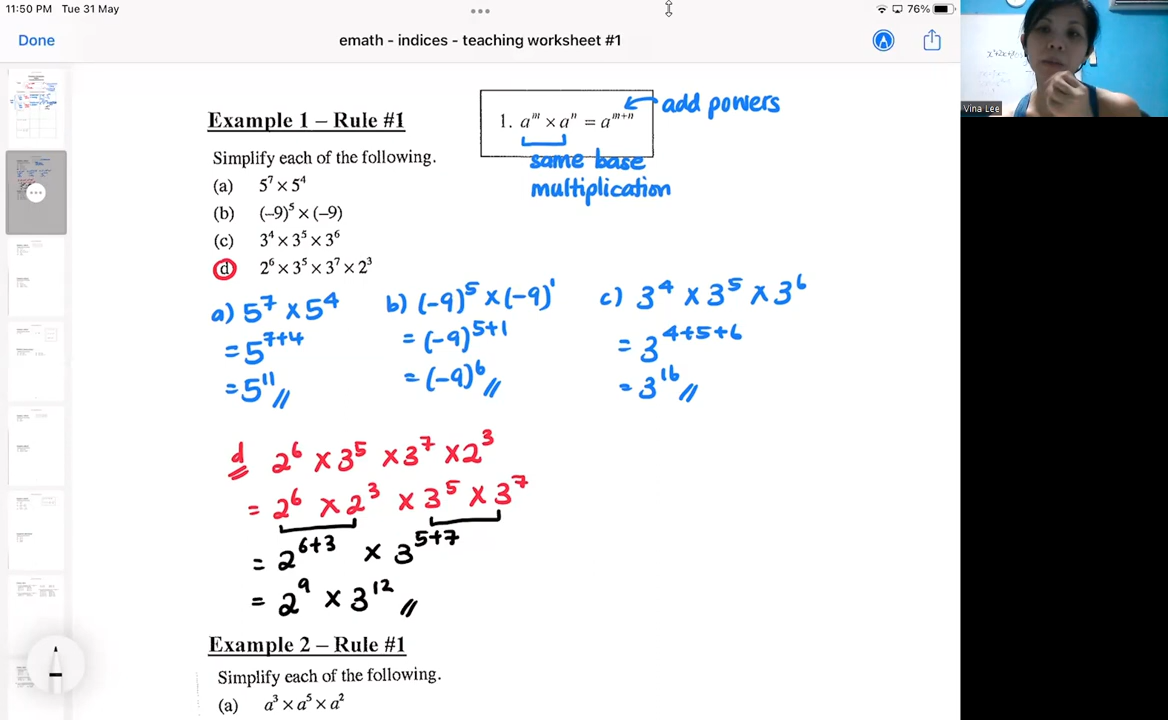 11:50 PM Tue 31 May
76%
Done
emath - indices - teaching worksheet #1
Vina Lee
Example 1 – Rule #1
1. a^m × a^n = a^{m+n}
add powers
same base
multiplication
Simplify each of the following.
(a) 5^7 × 5^4
(b) (–9)^5 × (–9)
(c) 3^4 × 3^5 × 3^6
(d) 2^6 × 3^5 × 3^7 × 2^3
a) 5^7 × 5^4
= 5^{7+4}
= 5^{11} //
b) (-9)^5 × (-9)^1
= (-9)^{5+1}
= (-9)^6 //
c) 3^4 × 3^5 × 3^6
= 3^{4+5+6}
= 3^{16} //
d 2^6 × 3^5 × 3^7 × 2^3
= 2^6 × 2^3 × 3^5 × 3^7
= 2^{6+3} × 3^{5+7}
= 2^9 × 3^{12} //
Example 2 – Rule #1
Simplify each of the following.
(a) a^3 × a^5 × a^2